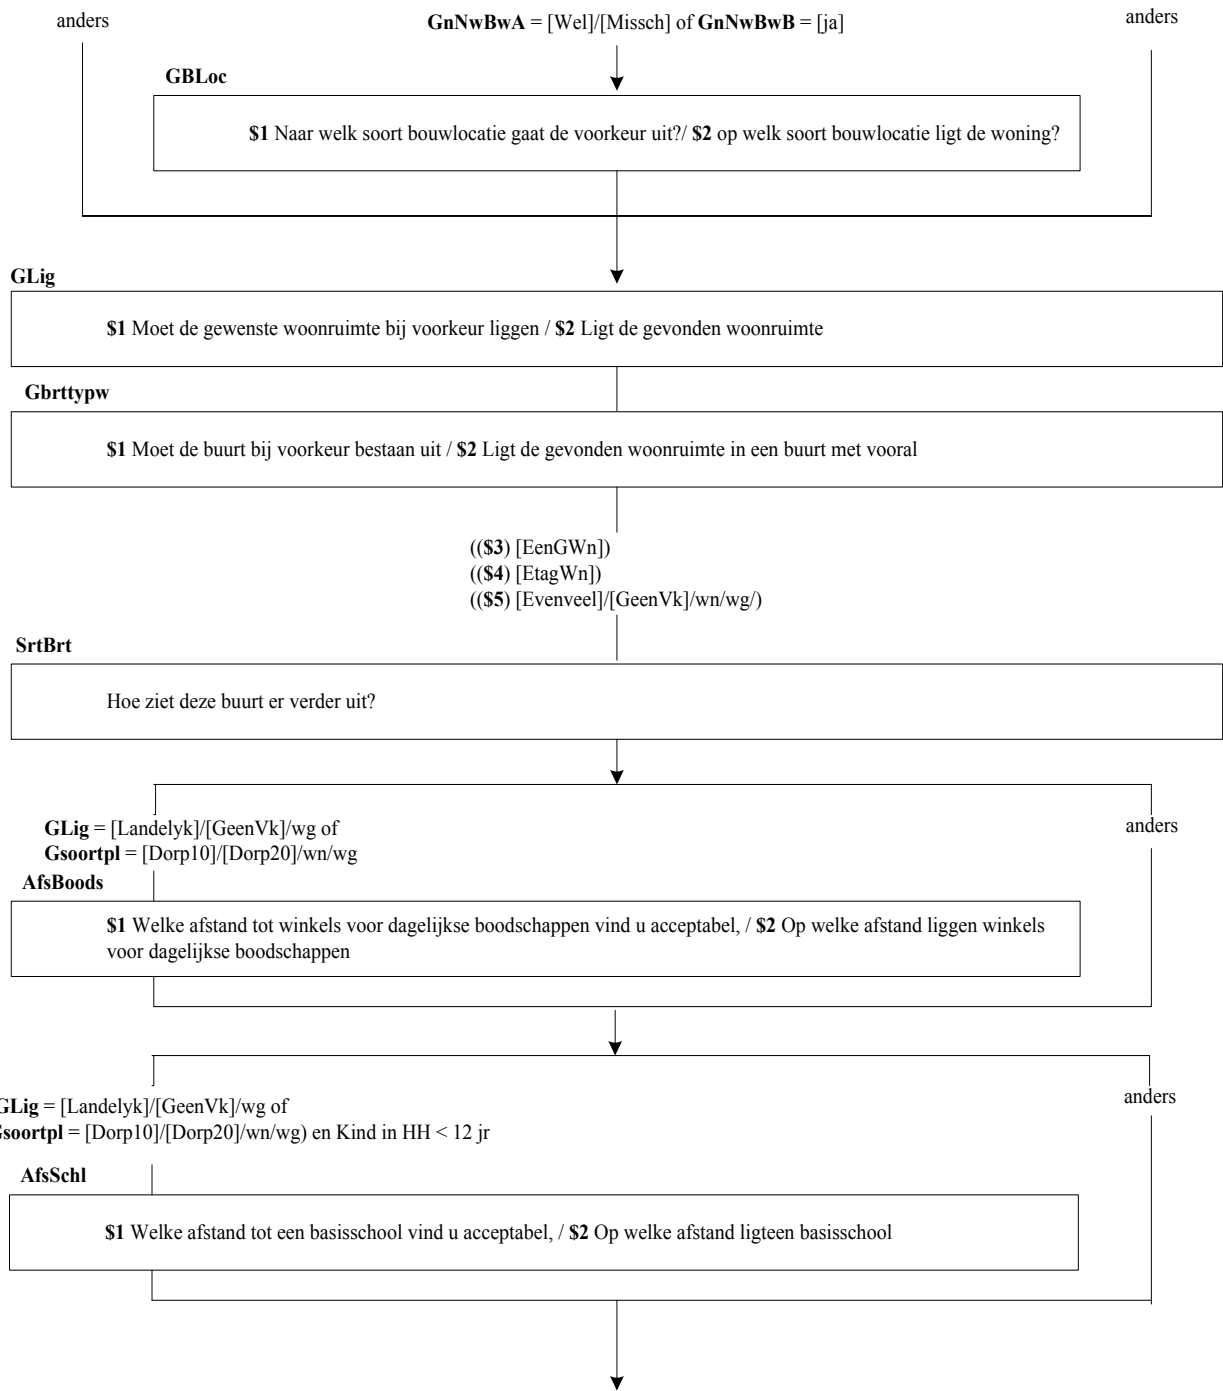 anders
GnNwBwA = [Wel]/[Missch] of GnNwBwB = [ja]
anders
GBLoc
$1 Naar welk soort bouwlocatie gaat de voorkeur uit?/ $2 op welk soort bouwlocatie ligt de woning?
GLig
$1 Moet de gewenste woonruimte bij voorkeur liggen / $2 Ligt de gevonden woonruimte
Gbrttypw
$1 Moet de buurt bij voorkeur bestaan uit / $2 Ligt de gevonden woonruimte in een buurt met vooral
(($3) [EenGWn])
(($4) [EtagWn])
(($5) [Evenveel]/[GeenVk]/wn/wg/)
SrtBrt
Hoe ziet deze buurt er verder uit?
GLig = [Landelyk]/[GeenVk]/wg of
anders
Gsoortpl = [Dorp10]/[Dorp20]/wn/wg
AfsBoods
$1 Welke afstand tot winkels voor dagelijkse boodschappen vind u acceptabel, / $2 Op welke afstand liggen winkels
voor dagelijkse boodschappen
GLig = [Landelyk]/[GeenVk]/wg of
anders
soortpl = [Dorp10]/[Dorp20]/wn/wg) en Kind in HH < 12 jr
AfsSchl
$1 Welke afstand tot een basisschool vind u acceptabel, / $2 Op welke afstand ligteen basisschool